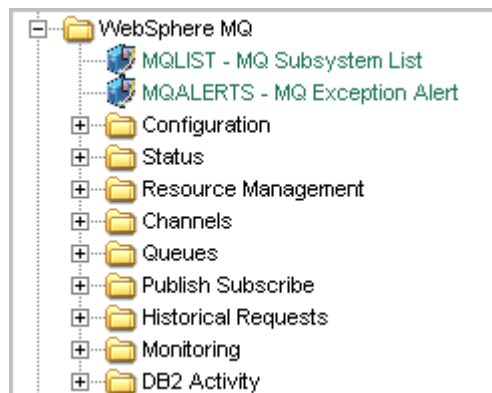 WebSphere MQ
MQLIST - MQ Subsystem List
MQALERTS - MQ Exception Alert
Configuration
Status
Resource Management
Channels
Queues
Publish Subscribe
Historical Requests
Monitoring
DB2 Activity